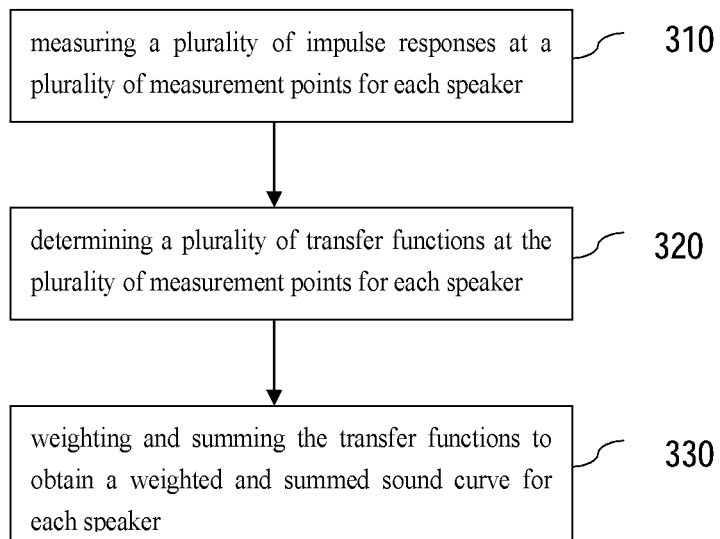 measuring a plurality of impulse responses at a
plurality of measurement points for each speaker
310
determining a plurality of transfer functions at the
plurality of measurement points for each speaker
320
weighting and summing the transfer functions to
obtain a weighted and summed sound curve for
each speaker
330